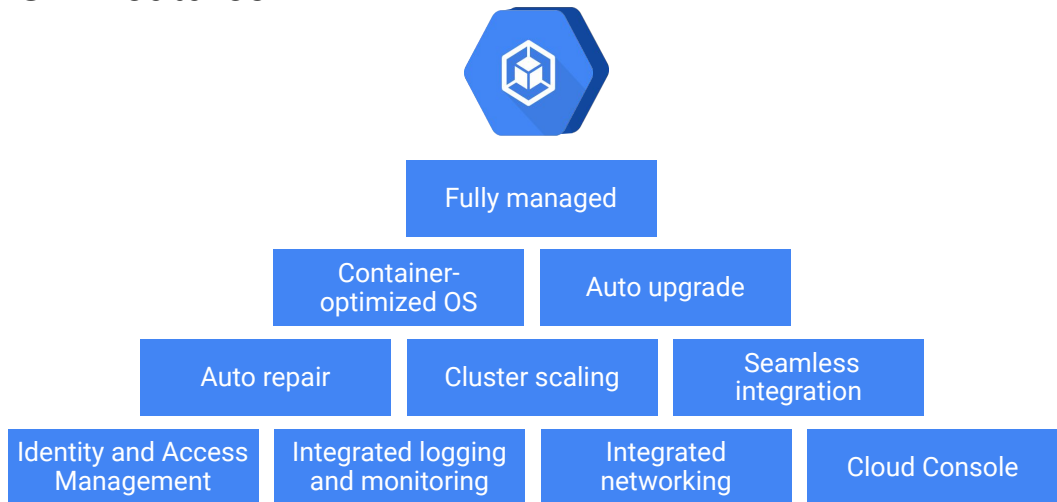 Fully managed
Container-
optimized OS
Auto upgrade
Auto repair
Cluster scaling
Seamless
integration
Identity and Access
Management
Integrated logging
and monitoring
Integrated
networking
Cloud Console